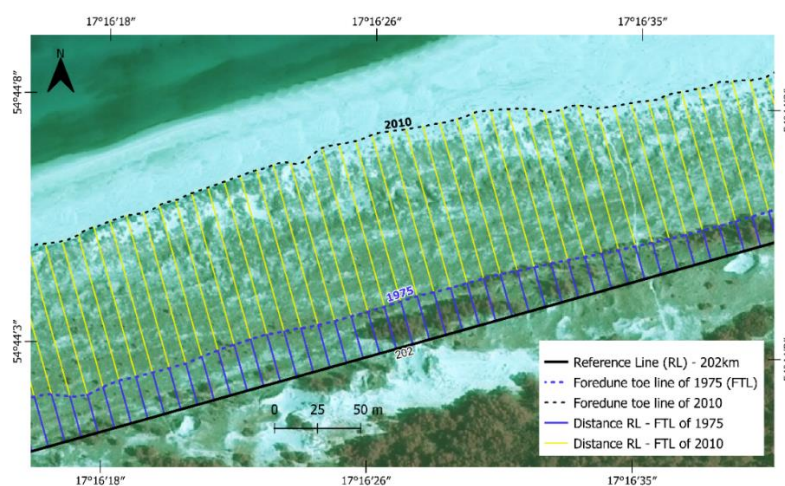 17°16′18″ 17°16′26″ 17°16′35″
N
54°44′8″
2010
1975
202
54°44′3″
0 25 50 m
Reference Line (RL) - 202km
Foredune toe line of 1975 (FTL)
Foredune toe line of 2010
Distance RL - FTL of 1975
Distance RL - FTL of 2010
17°16′18″ 17°16′26″ 17°16′35″